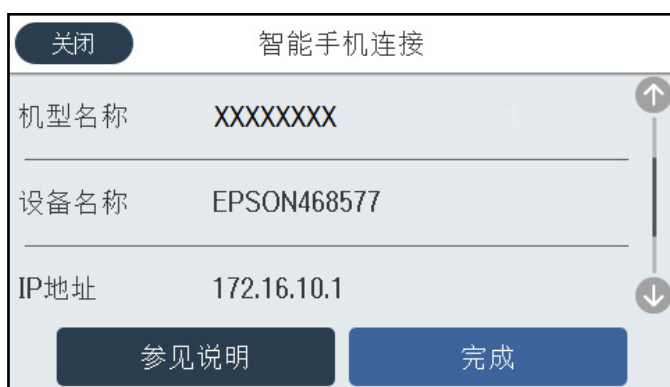 关闭 智能手机连接
机型名称 XXXXXXXX
设备名称 EPSON468577
IP地址 172.16.10.1
参见说明 完成